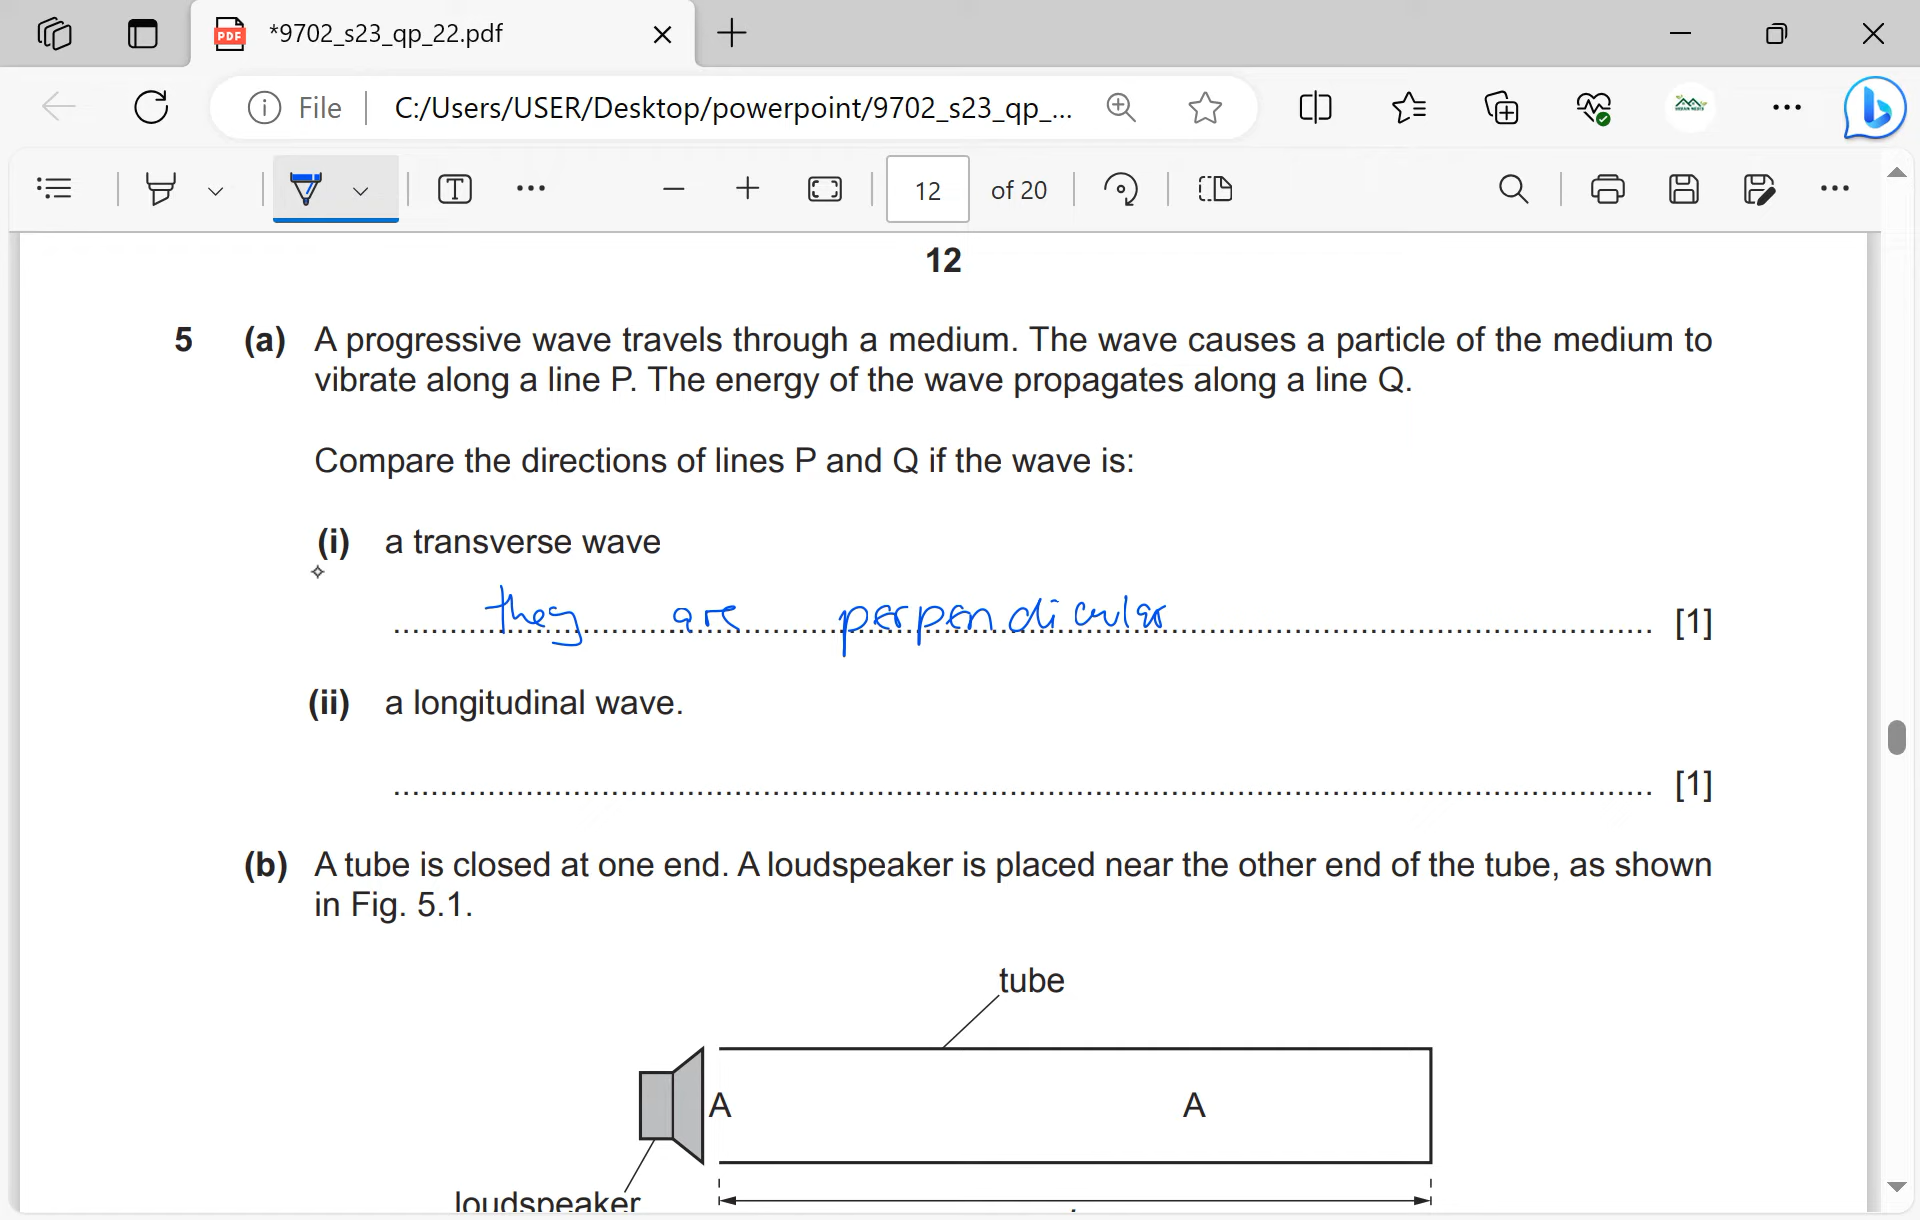 *9702_s23_qp_22.pdf
File C:/Users/USER/Desktop/powerpoint/9702_s23_qp_...
12 of 20
12
5 (a) A progressive wave travels through a medium. The wave causes a particle of the medium to
vibrate along a line P. The energy of the wave propagates along a line Q.
Compare the directions of lines P and Q if the wave is:
(i) a transverse wave
they are perpendicular [1]
(ii) a longitudinal wave.
[1]
(b) A tube is closed at one end. A loudspeaker is placed near the other end of the tube, as shown
in Fig. 5.1.
tube
A A
loudspeaker